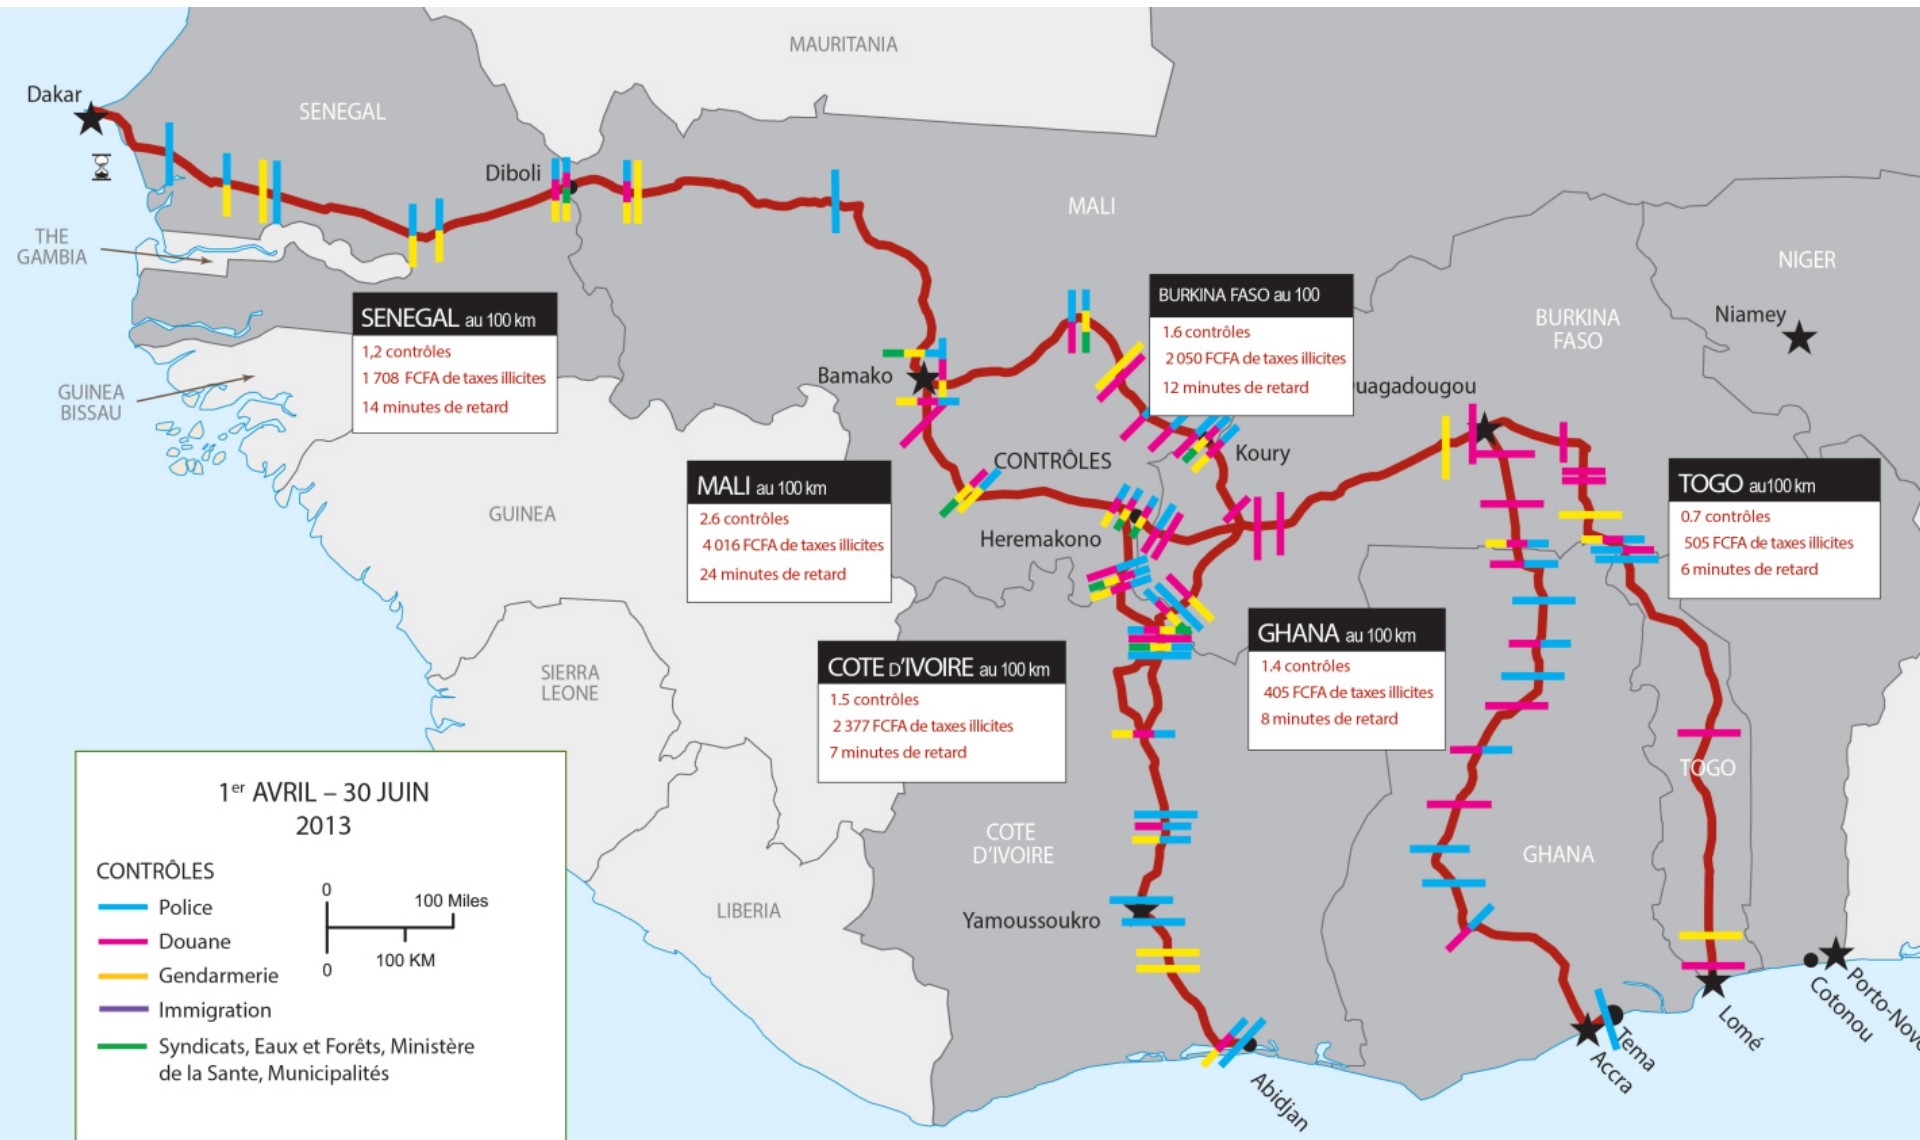 MAURITANIA
Dakar
SENEGAL
Diboli
MALI
THE
GAMBIA
NIGER
Niamey
BURKINA
FASO
GUINEA
BISSAU
SENEGAL au 100 km
1,2 contrôles
1 708 FCFA de taxes illicites
14 minutes de retard
BURKINA FASO au 100
1.6 contrôles
2 050 FCFA de taxes illicites
12 minutes de retard
Bamako
uagadougou
CONTRÔLES
Koury
MALI au 100 km
2.6 contrôles
4 016 FCFA de taxes illicites
24 minutes de retard
TOGO au100 km
0.7 contrôles
505 FCFA de taxes illicites
6 minutes de retard
GUINEA
Heremakono
SIERRA
LEONE
COTE D'IVOIRE au 100 km
1.5 contrôles
2 377 FCFA de taxes illicites
7 minutes de retard
GHANA au 100 km
1.4 contrôles
405 FCFA de taxes illicites
8 minutes de retard
TOGO
COTE
D'IVOIRE
GHANA
LIBERIA
Yamoussoukro
Abidjan
Accra
Tema
Lomé
Cotonou
Porto-Novo
1er AVRIL – 30 JUIN
2013
CONTRÔLES
Police
Douane
Gendarmerie
Immigration
Syndicats, Eaux et Forêts, Ministère
de la Sante, Municipalités
0
100 Miles
100 KM
0